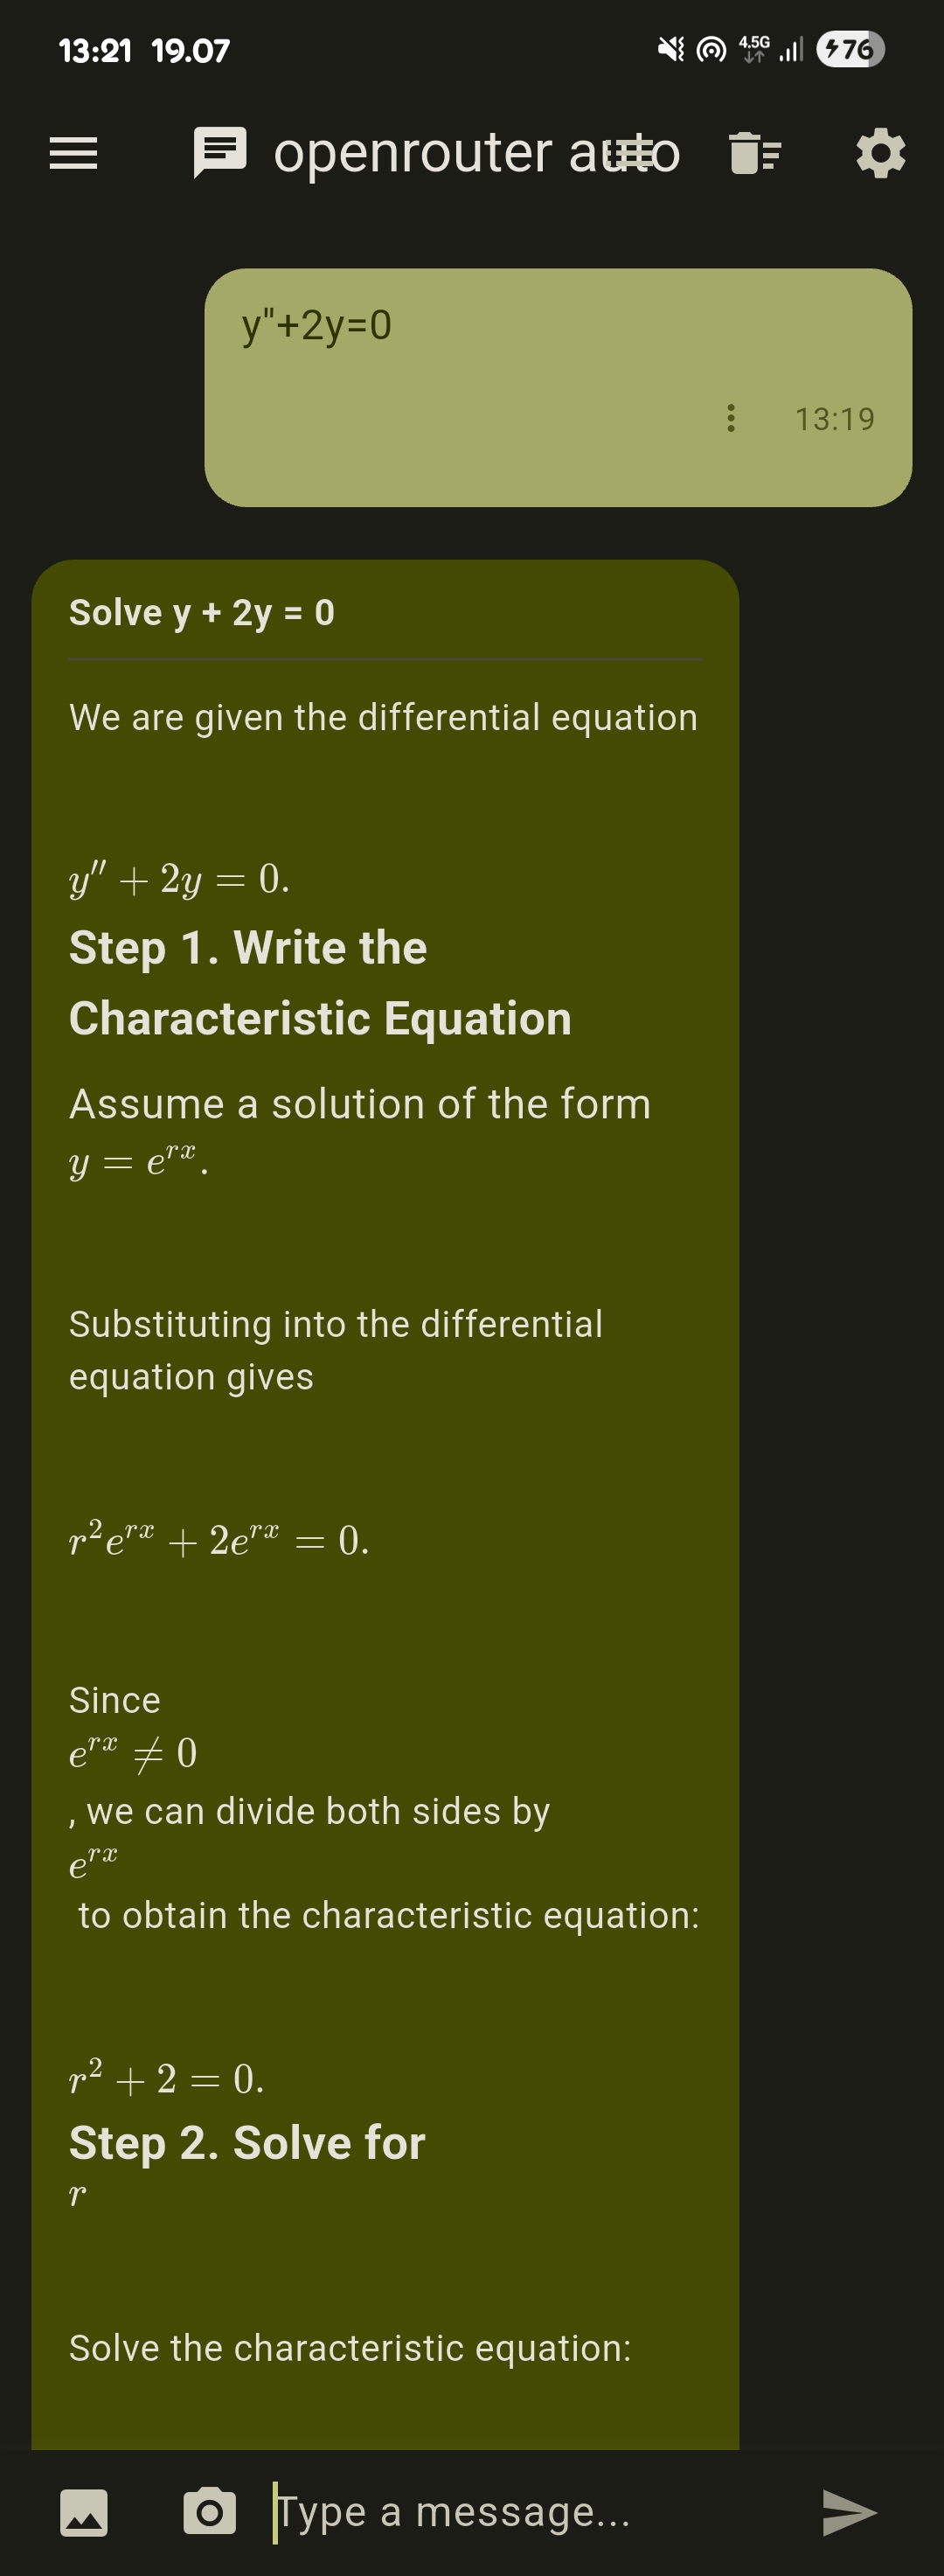 13:21 19.07
4.5G
76
openrouter auto
y"+2y=0
13:19
Solve y + 2y = 0
We are given the differential equation
y′′ + 2y = 0.
Step 1. Write the
Characteristic Equation
Assume a solution of the form
y = e^{rx}.
Substituting into the differential
equation gives
r²e^{rx} + 2e^{rx} = 0.
Since
e^{rx} ≠ 0
, we can divide both sides by
e^{rx}
to obtain the characteristic equation:
r² + 2 = 0.
Step 2. Solve for
r
Solve the characteristic equation:
Type a message...